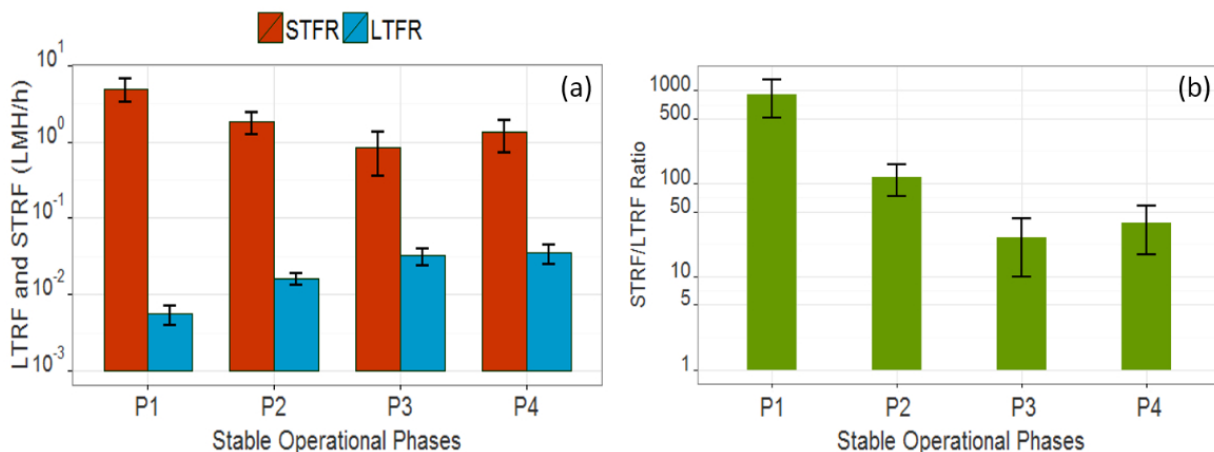 STFR LTFR
(a)
LTRF and STRF (LMH/h)
10^1
10^0
10^-1
10^-2
10^-3
P1 P2 P3 P4
Stable Operational Phases
(b)
STRF/LTRF Ratio
1000
500
100
50
10
5
1
P1 P2 P3 P4
Stable Operational Phases